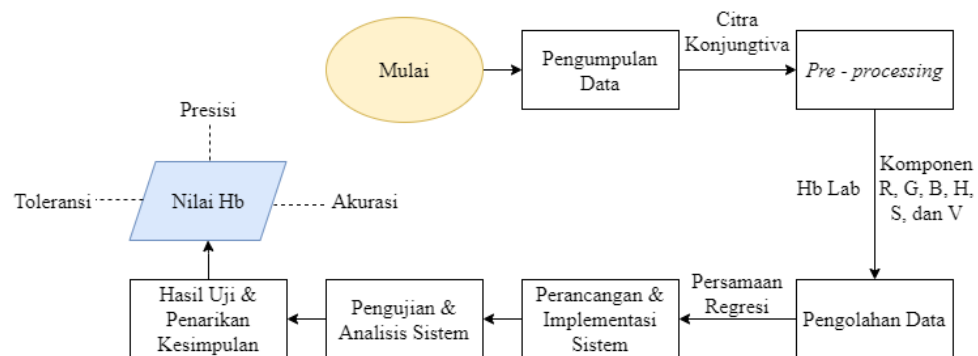 Mulai
Pengumpulan
Data
Citra
Konjungtiva
Pre - processing
Hb Lab
Komponen
R, G, B, H,
S, dan V
Pengolahan Data
Persamaan
Regresi
Perancangan &
Implementasi
Sistem
Pengujian &
Analisis Sistem
Hasil Uji &
Penarikan
Kesimpulan
Nilai Hb
Presisi
Toleransi
Akurasi